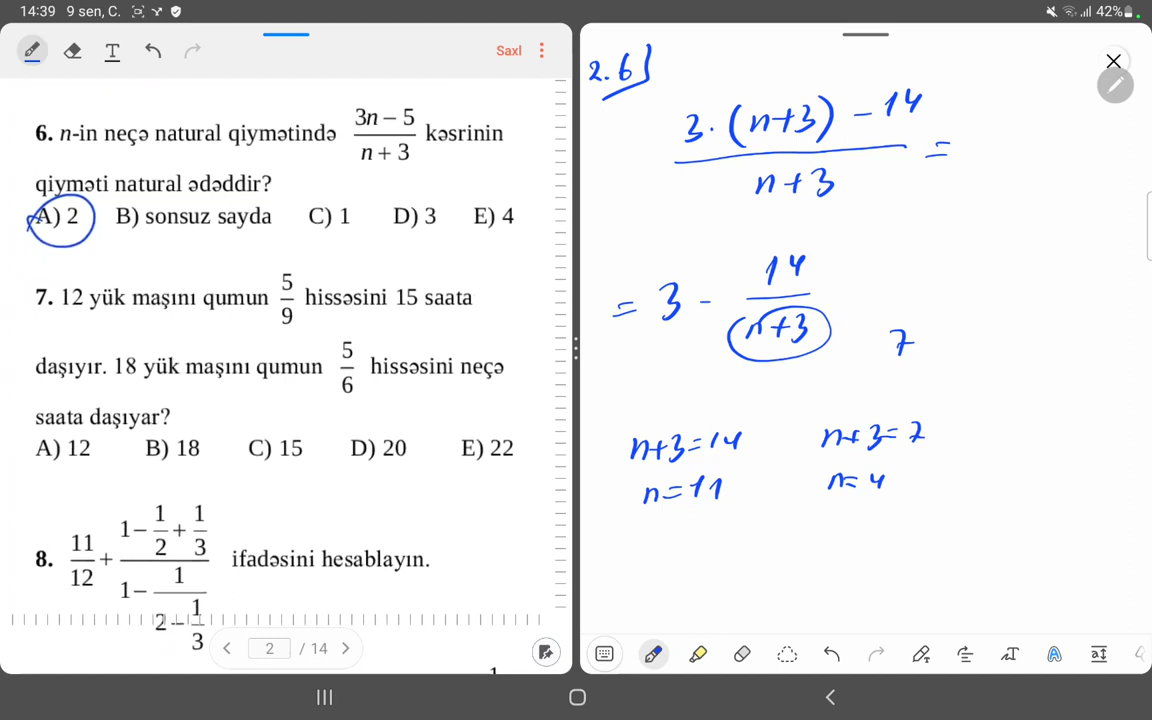 14:39 9 sen, C. 42%
T Saxl
6. n-in neçə natural qiymətində 3n – 5 / n + 3 kəsrinin
qiyməti natural ədəddir?
A) 2 B) sonsuz sayda C) 1 D) 3 E) 4
7. 12 yük maşını qumun 5/9 hissəsini 15 saata
daşıyır. 18 yük maşını qumun 5/6 hissəsini neçə
saata daşıyar?
A) 12 B) 18 C) 15 D) 20 E) 22
8. 11/12 + (1– 1/2 + 1/3) / (1– 1/(2 – 1/3)) ifadəsini hesablayın.
2 / 14
1
2.6)
3·(n+3) – 14
n+3 =
= 3 - 14/(n+3)
7
n+3=14 n+3=7
n=11 n=4